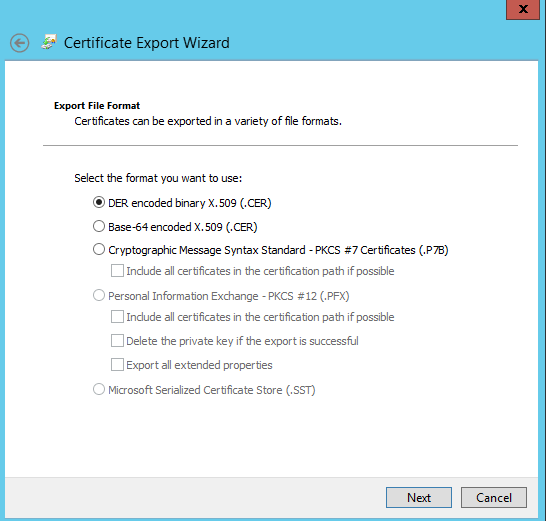 x
Certificate Export Wizard
Export File Format
Certificates can be exported in a variety of file formats.
Select the format you want to use:
DER encoded binary X.509 (.CER)
Base-64 encoded X.509 (.CER)
Cryptographic Message Syntax Standard - PKCS #7 Certificates (.P7B)
Include all certificates in the certification path if possible
Personal Information Exchange - PKCS #12 (.PFX)
Include all certificates in the certification path if possible
Delete the private key if the export is successful
Export all extended properties
Microsoft Serialized Certificate Store (.SST)
Next Cancel